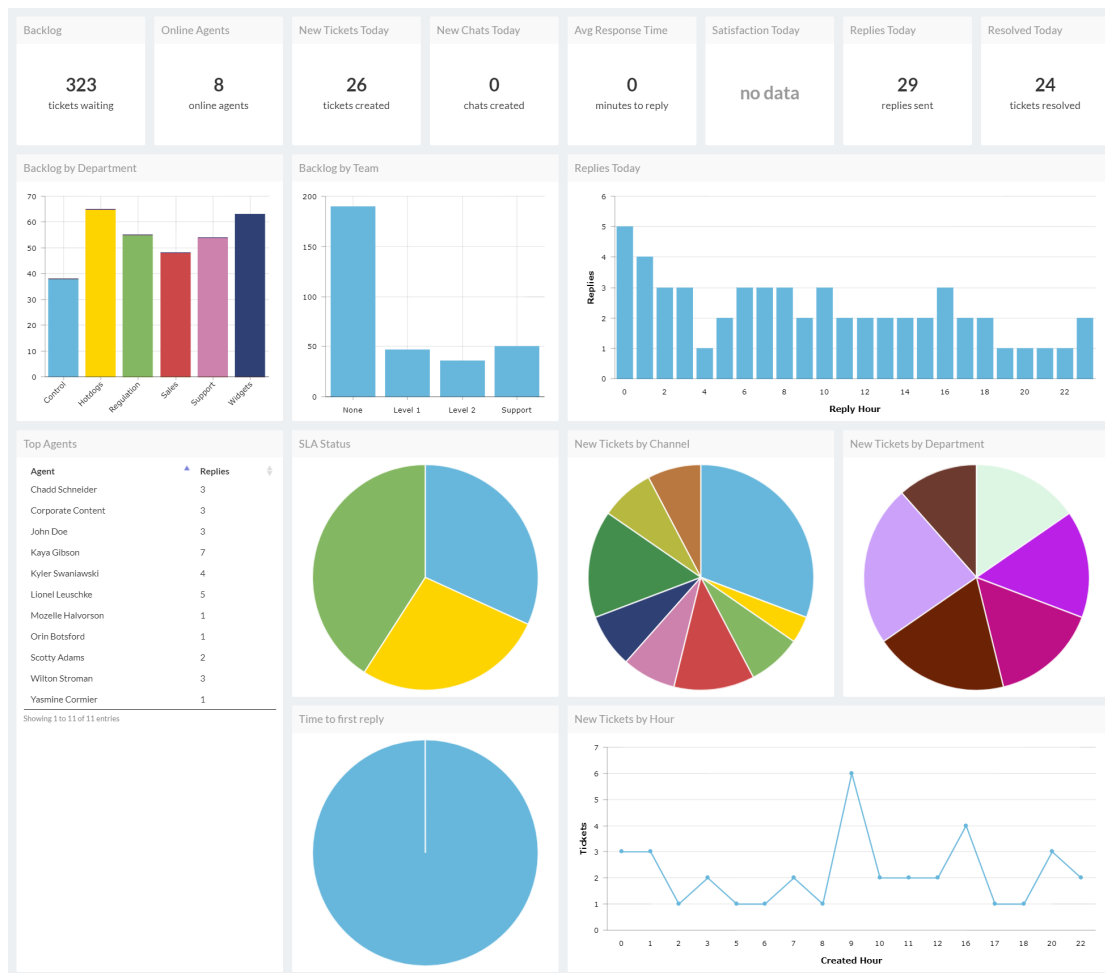 Backlog
Online Agents
New Tickets Today
New Chats Today
Avg Response Time
Satisfaction Today
Replies Today
Resolved Today
323
8
26
0
0
no data
29
24
tickets waiting
online agents
tickets created
chats created
minutes to reply
replies sent
tickets resolved
Backlog by Department
70
60
50
40
30
20
10
0
Control
Hotdogs
Regulation
Sales
Support
Widgets
Backlog by Team
200
150
100
50
0
None
Level 1
Level 2
Support
Replies Today
Replies
6
5
4
3
2
1
0
0
2
4
6
8
10
12
14
16
18
20
22
Reply Hour
Top Agents
Agent Replies
Chadd Schneider 3
Corporate Content 3
John Doe 3
Kaya Gibson 7
Kyler Swaniawski 4
Lionel Leuschke 5
Mozelle Halvorson 1
Orin Botsford 1
Scotty Adams 2
Wilton Stroman 3
Yasmine Cormier 1
Showing 1 to 11 of 11 entries
SLA Status
New Tickets by Channel
New Tickets by Department
Time to first reply
New Tickets by Hour
Tickets
7
6
5
4
3
2
1
0
0
1
2
3
5
6
7
8
9
10
11
12
16
17
18
20
22
Created Hour